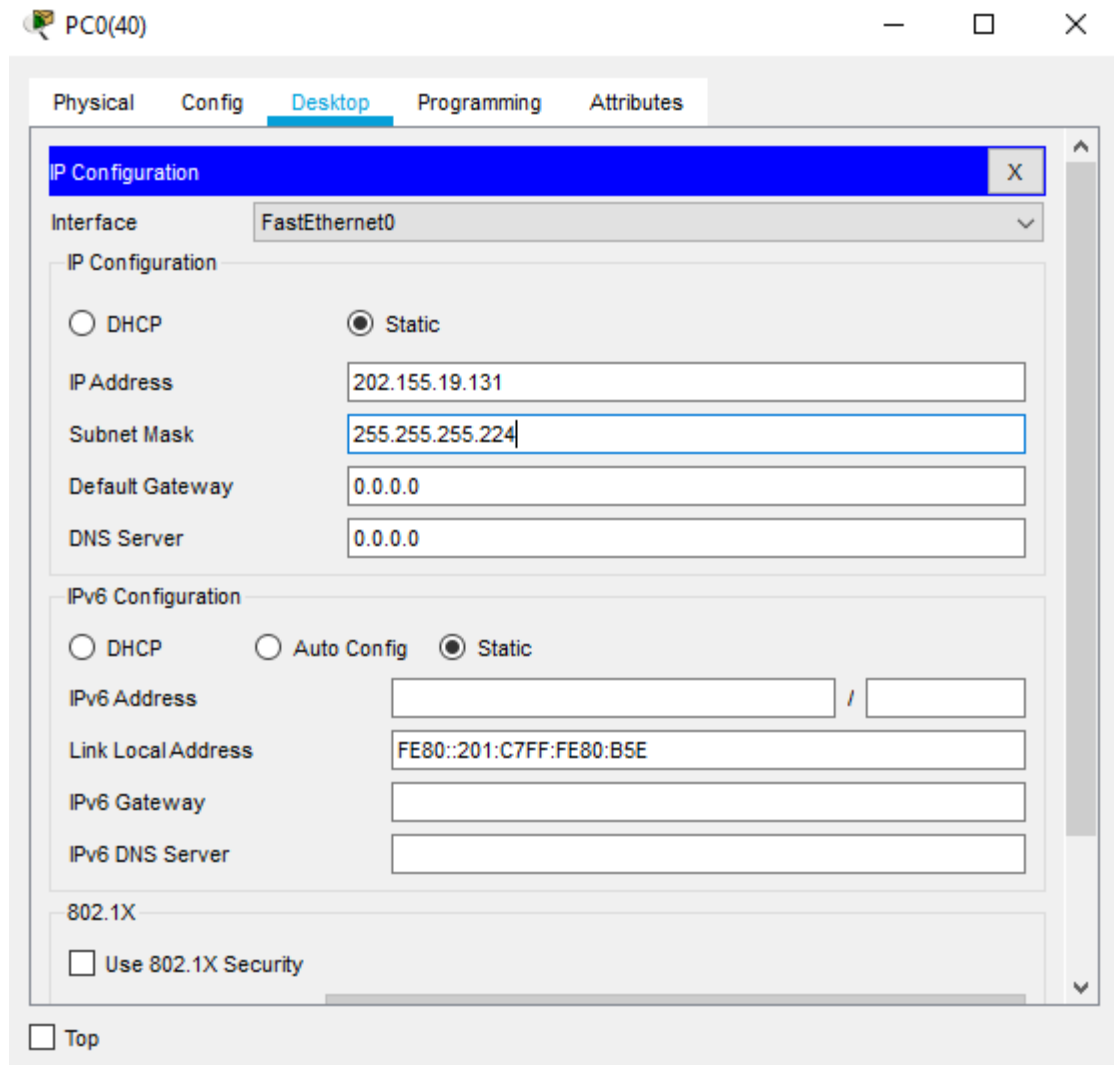 PC0(40)
Physical Config Desktop Programming Attributes
IP Configuration X
Interface FastEthernet0
IP Configuration
DHCP Static
IP Address 202.155.19.131
Subnet Mask 255.255.255.224
Default Gateway 0.0.0.0
DNS Server 0.0.0.0
IPv6 Configuration
DHCP Auto Config Static
IPv6 Address /
Link Local Address FE80::201:C7FF:FE80:B5E
IPv6 Gateway
IPv6 DNS Server
802.1X
Use 802.1X Security
Top